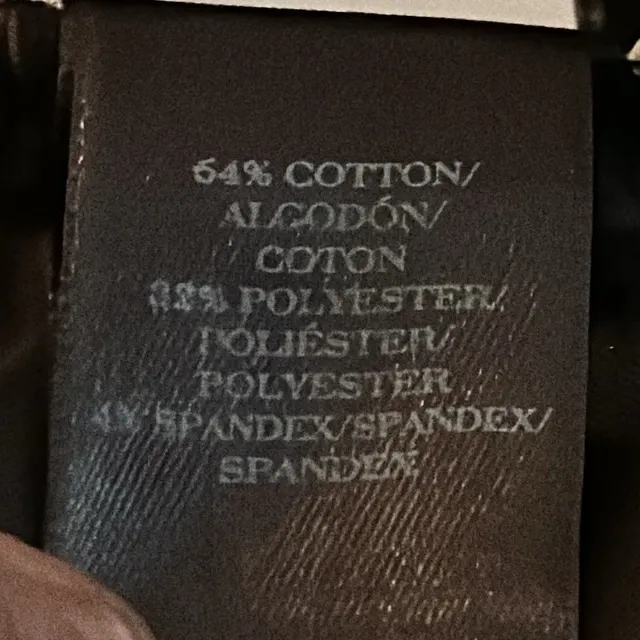 64% COTTON/
ALGODÓN/
COTON
32% POLYESTER/
POLIÉSTER/
POLYESTER
4% SPANDEX/SPANDEX/
SPANDEX